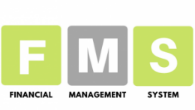 F M S
FINANCIAL MANAGEMENT SYSTEM